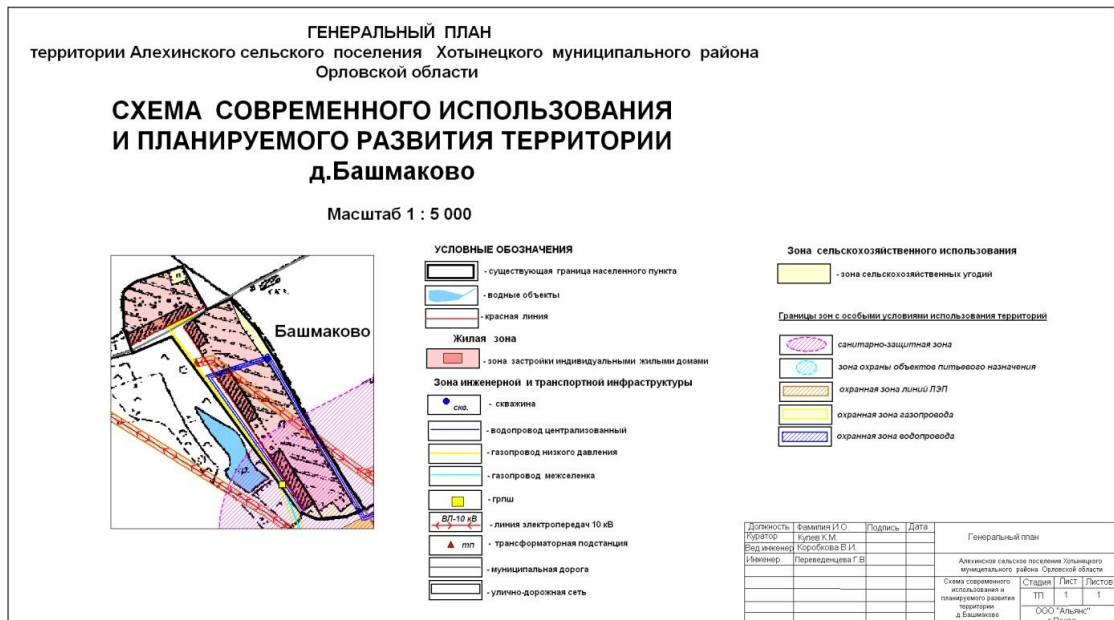 ГЕНЕРАЛЬНЫЙ ПЛАН
территории Алехинского сельского поселения Хотынецкого муниципального района
Орловской области
СХЕМА СОВРЕМЕННОГО ИСПОЛЬЗОВАНИЯ
И ПЛАНИРУЕМОГО РАЗВИТИЯ ТЕРРИТОРИИ
д.Башмаково
Масштаб 1 : 5 000
Башмаково
УСЛОВНЫЕ ОБОЗНАЧЕНИЯ
- существующая граница населенного пункта
- водные объекты
- красная линия
Жилая зона
- зона застройки индивидуальными жилыми домами
Зона инженерной и транспортной инфраструктуры
скв. - скважина
- водопровод централизованный
- газопровод низкого давления
- газопровод межселенка
- грпш
ВЛ-10 кВ - линия электропередач 10 кВ
тп - трансформаторная подстанция
- муниципальная дорога
- улично-дорожная сеть
Зона сельскохозяйственного использования
- зона сельскохозяйственных угодий
Границы зон с особыми условиями использования территорий
санитарно-защитная зона
зона охраны объектов питьевого назначения
охранная зона линий ЛЭП
охранная зона газопровода
охранная зона водопровода
Должность Фамилия И.О. Подпись Дата
Куратор Купев К.М.
Вед.инженер Коробкова В.И.
Инженер Переведенцева Г.В
Генеральный план
Алехинское сельское поселение Хотынецкого
муниципального района Орловской области
Схема современного
использования и
планируемого развития
территории
д.Башмаково
Стадия Лист Листов
ТП 1 1
ООО "Альянс"